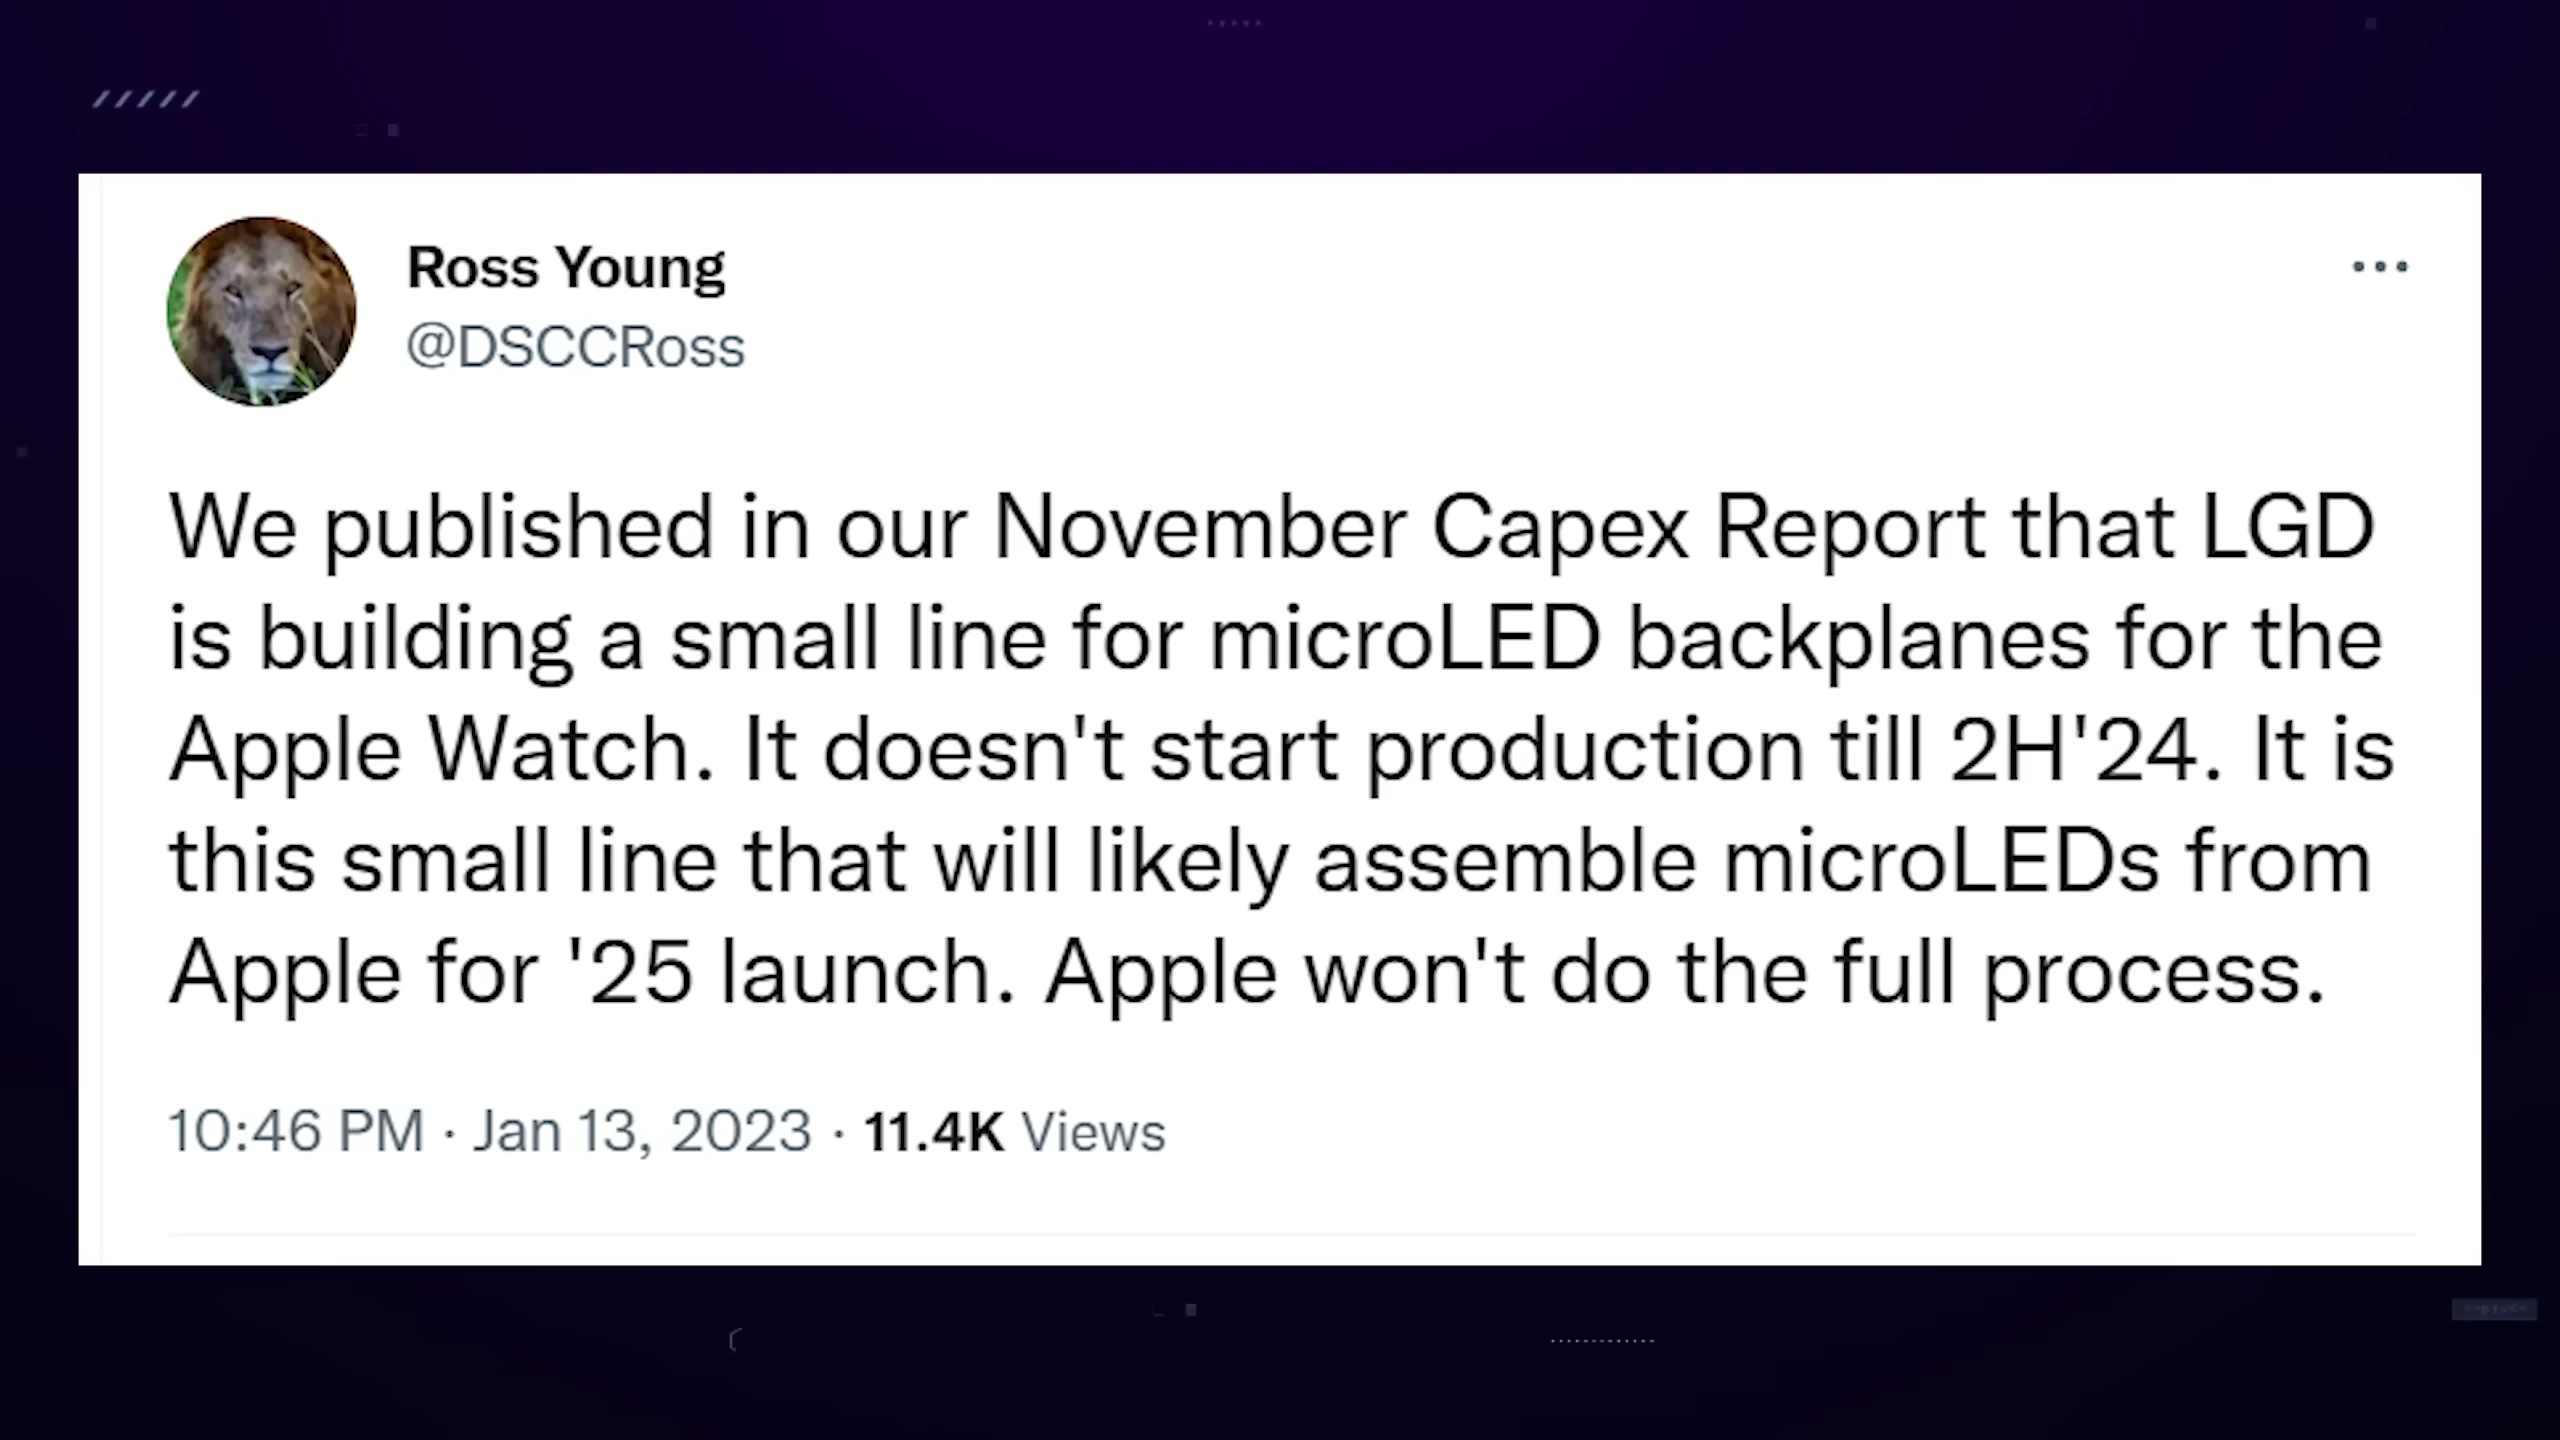 Ross Young
@DSCCRoss
We published in our November Capex Report that LGD
is building a small line for microLED backplanes for the
Apple Watch. It doesn't start production till 2H'24. It is
this small line that will likely assemble microLEDs from
Apple for '25 launch. Apple won't do the full process.
10:46 PM · Jan 13, 2023 · 11.4K Views